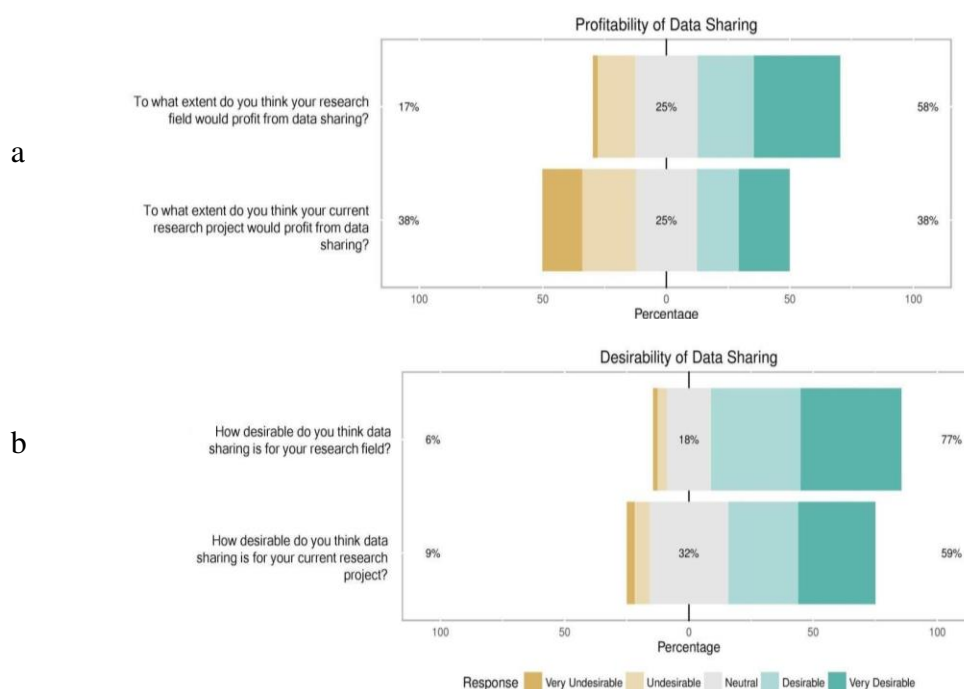 Profitability of Data Sharing
a
To what extent do you think your research
field would profit from data sharing?
17%
25%
58%
To what extent do you think your current
research project would profit from data
sharing?
38%
25%
38%
100
50
0
50
100
Percentage
Desirability of Data Sharing
b
How desirable do you think data
sharing is for your research field?
6%
18%
77%
How desirable do you think data
sharing is for your current research
project?
9%
32%
59%
100
50
0
50
100
Percentage
Response Very Undesirable Undesirable Neutral Desirable Very Desirable